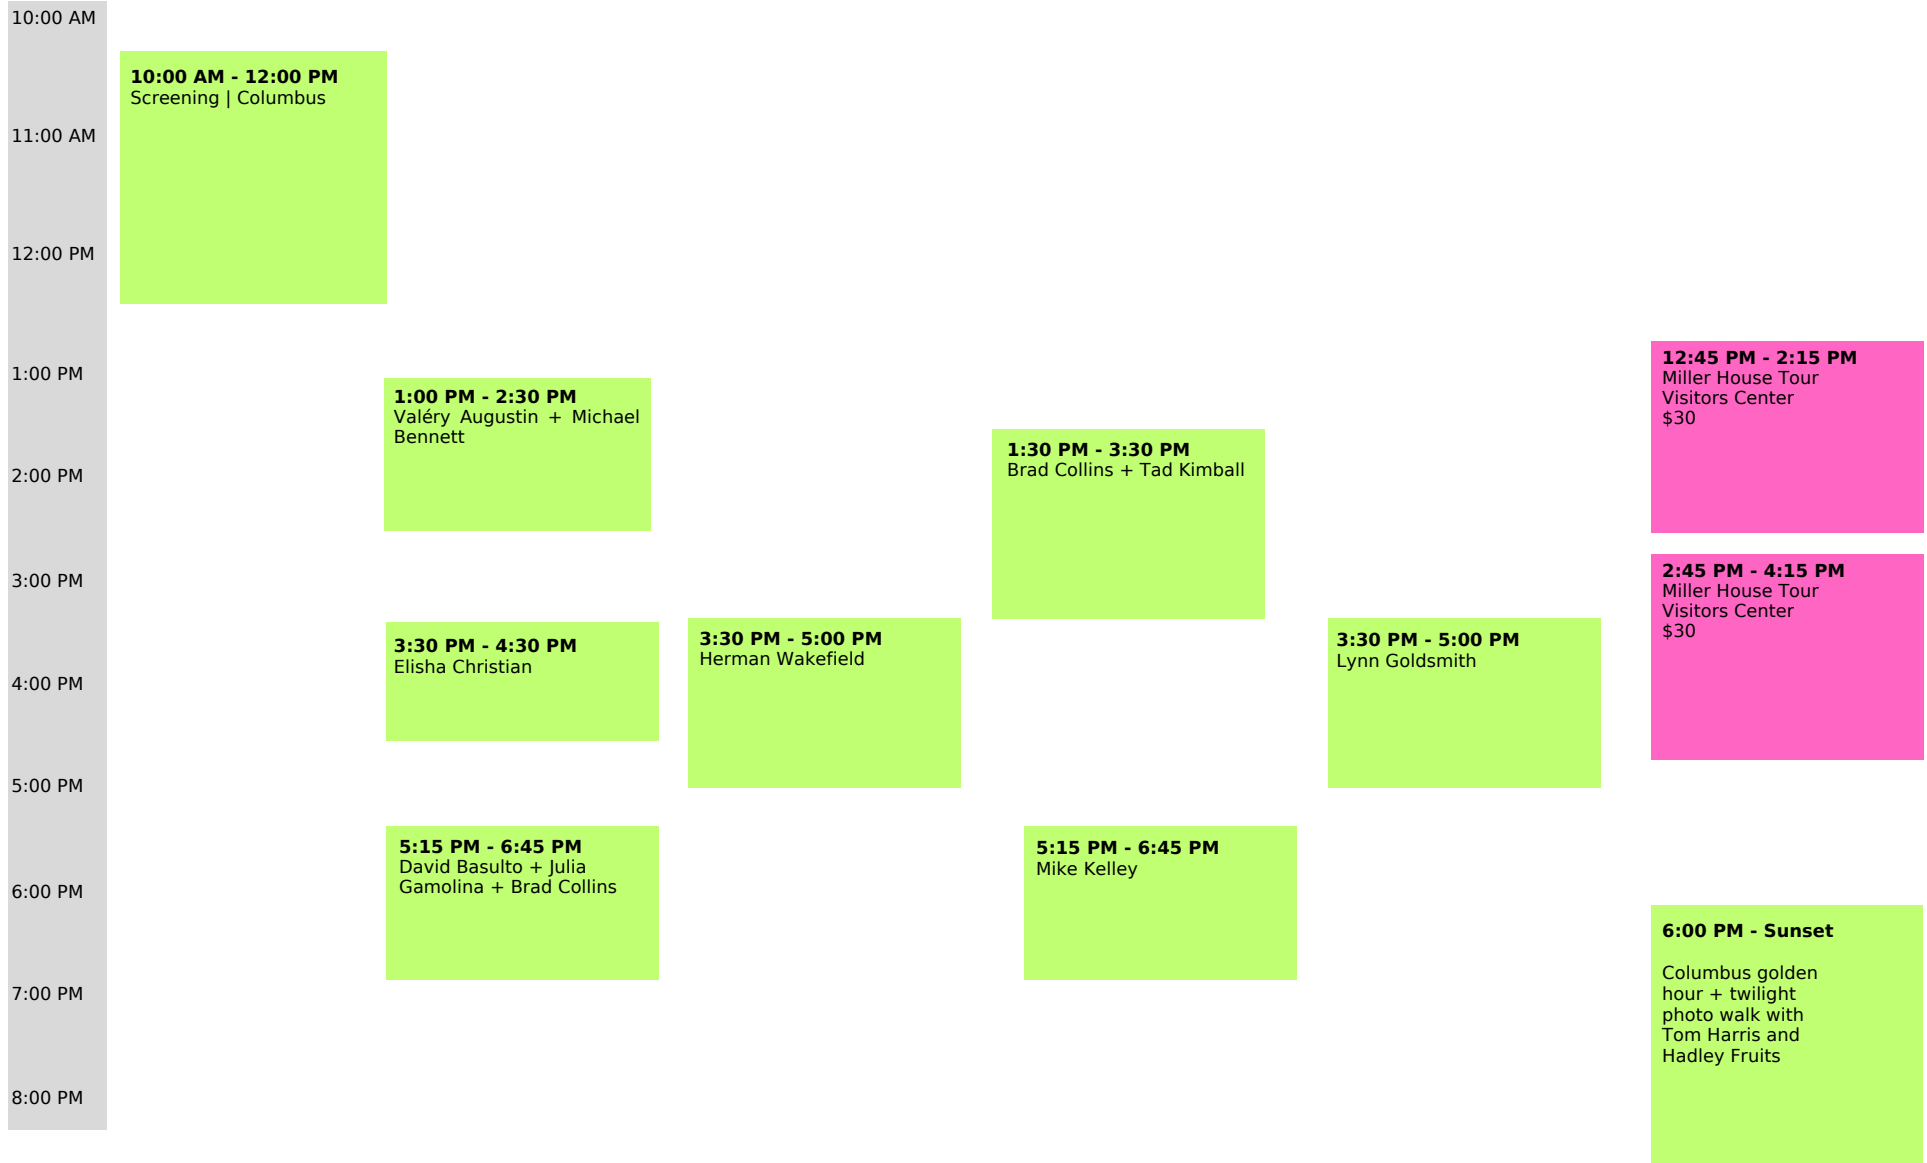 10:00 AM
11:00 AM
12:00 PM
1:00 PM
2:00 PM
3:00 PM
4:00 PM
5:00 PM
6:00 PM
7:00 PM
8:00 PM
10:00 AM - 12:00 PM
Screening | Columbus
1:00 PM - 2:30 PM
Valéry Augustin + Michael
Bennett
3:30 PM - 4:30 PM
Elisha Christian
5:15 PM - 6:45 PM
David Basulto + Julia
Gamolina + Brad Collins
3:30 PM - 5:00 PM
Herman Wakefield
1:30 PM - 3:30 PM
Brad Collins + Tad Kimball
5:15 PM - 6:45 PM
Mike Kelley
3:30 PM - 5:00 PM
Lynn Goldsmith
12:45 PM - 2:15 PM
Miller House Tour
Visitors Center
$30
2:45 PM - 4:15 PM
Miller House Tour
Visitors Center
$30
6:00 PM - Sunset
Columbus golden
hour + twilight
photo walk with
Tom Harris and
Hadley Fruits